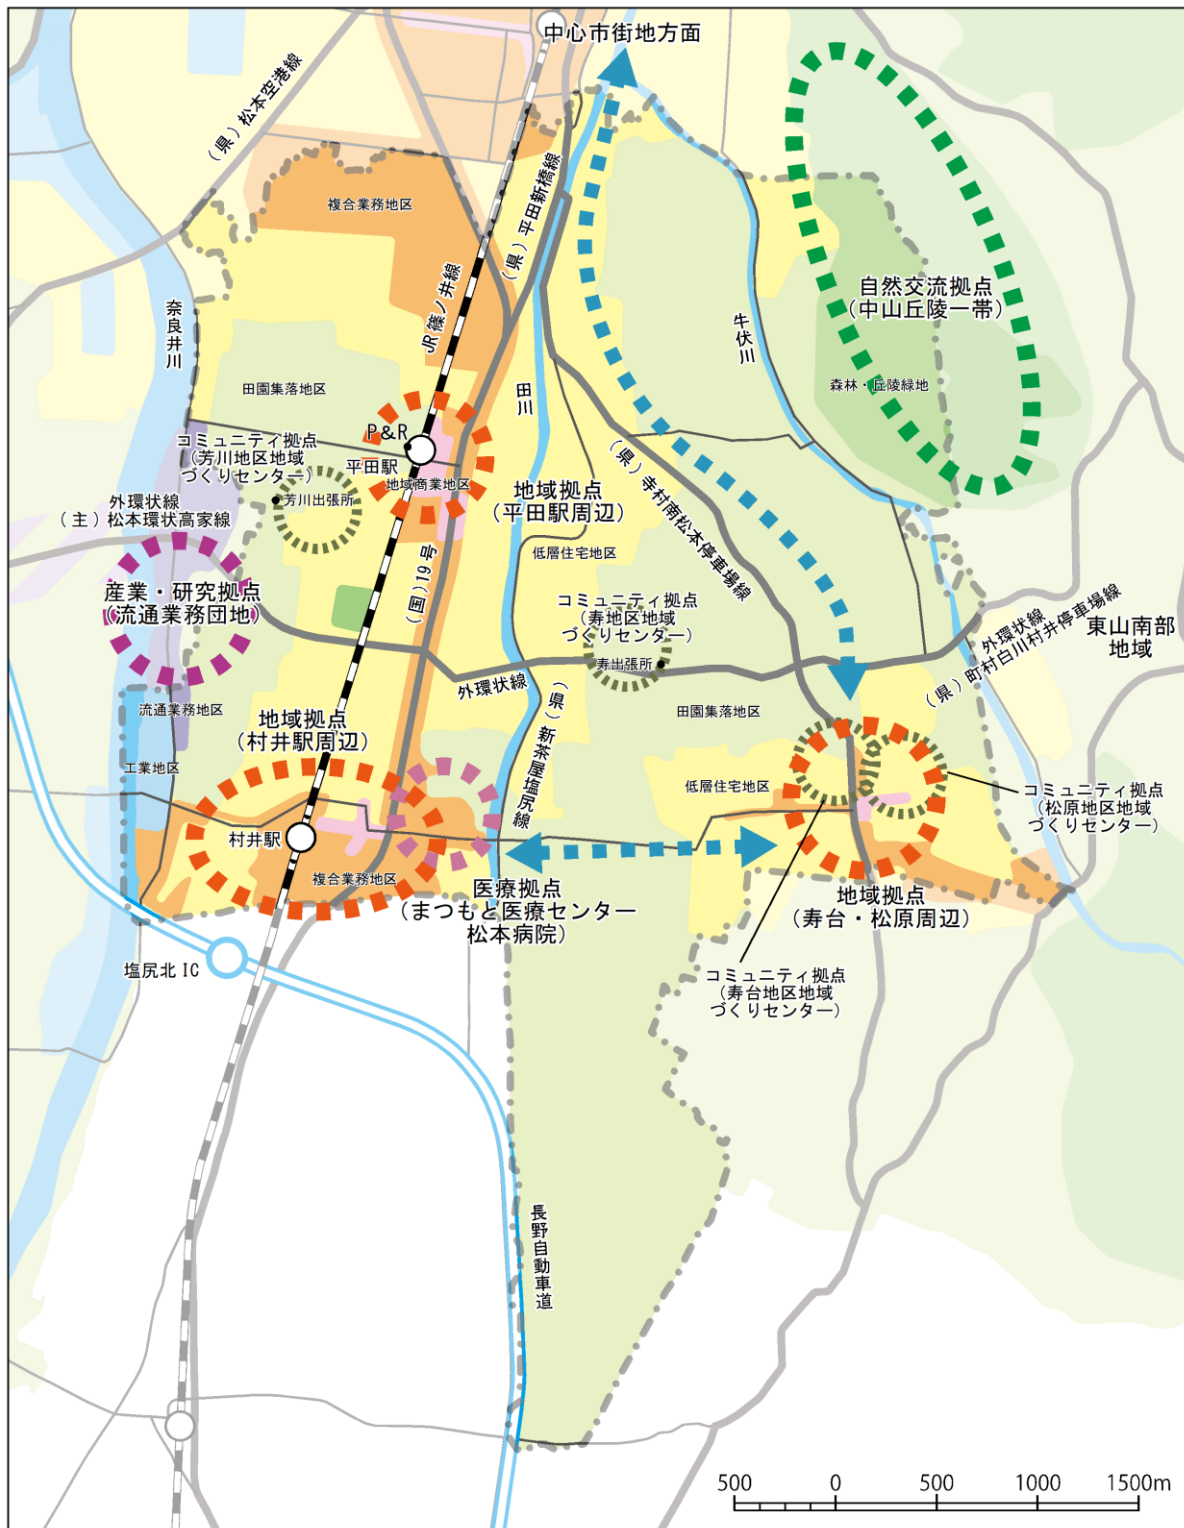 中心市街地方面
(県)松本空港線
複合業務地区
(県)平田新橋線
JR篠ノ井線
奈良井川
自然交流拠点
(中山丘陵一帯)
牛伏川
田川
田園集落地区
森林・丘陵緑地
P&R
平田駅
コミュニティ拠点
(芳川地区地域
づくりセンター)
芳川出張所
地域商業地区
地域拠点
(平田駅周辺)
(県)寺村南松本停車場線
外環状線
(主)松本環状高家線
低層住宅地区
(国)19号
産業・研究拠点
(流通業務団地)
コミュニティ拠点
(寿地区地域
づくりセンター)
寿出張所
外環状線
(県)町村白川村井停車場線
東山南部
地域
外環状線
流通業務地区
地域拠点
(村井駅周辺)
(県)新茶屋塩尻線
田園集落地区
工業地区
低層住宅地区
コミュニティ拠点
(松原地区地域
づくりセンター)
村井駅
複合業務地区
医療拠点
(まつもと医療センター
松本病院)
地域拠点
(寿台・松原周辺)
塩尻北IC
コミュニティ拠点
(寿台地区地域
づくりセンター)
長野自動車道
500 0 500 1000 1500m